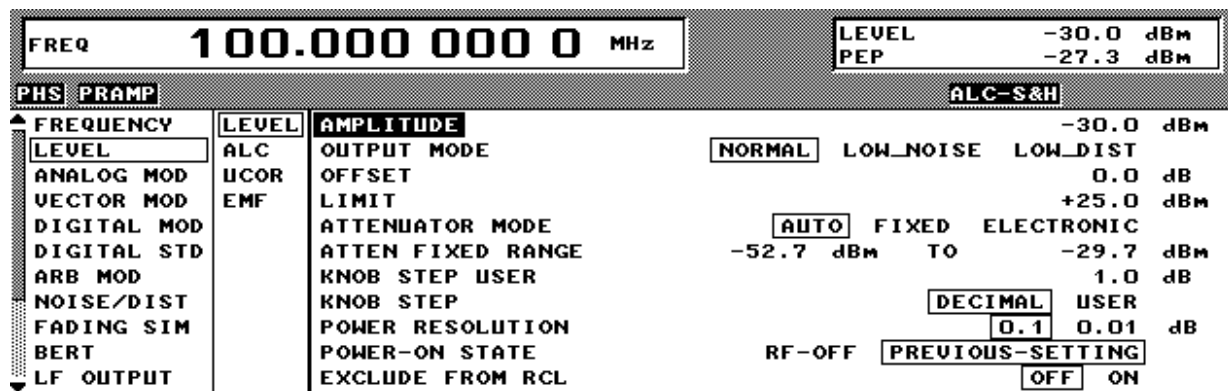 FREQ 100.000 000 0 MHz
LEVEL -30.0 dBm
PEP -27.3 dBm
PHS PRAMP ALC-S&H
FREQUENCY LEVEL AMPLITUDE -30.0 dBm
LEVEL ALC OUTPUT MODE NORMAL LOW_NOISE LOW_DIST
ANALOG MOD UCOR OFFSET 0.0 dB
VECTOR MOD EMF LIMIT +25.0 dBm
DIGITAL MOD ATTENUATOR MODE AUTO FIXED ELECTRONIC
DIGITAL STD ATTEN FIXED RANGE -52.7 dBm TO -29.7 dBm
ARB MOD KNOB STEP USER 1.0 dB
NOISE/DIST KNOB STEP DECIMAL USER
FADING SIM POWER RESOLUTION 0.1 0.01 dB
BERT POWER-ON STATE RF-OFF PREVIOUS-SETTING
LF OUTPUT EXCLUDE FROM RCL OFF ON